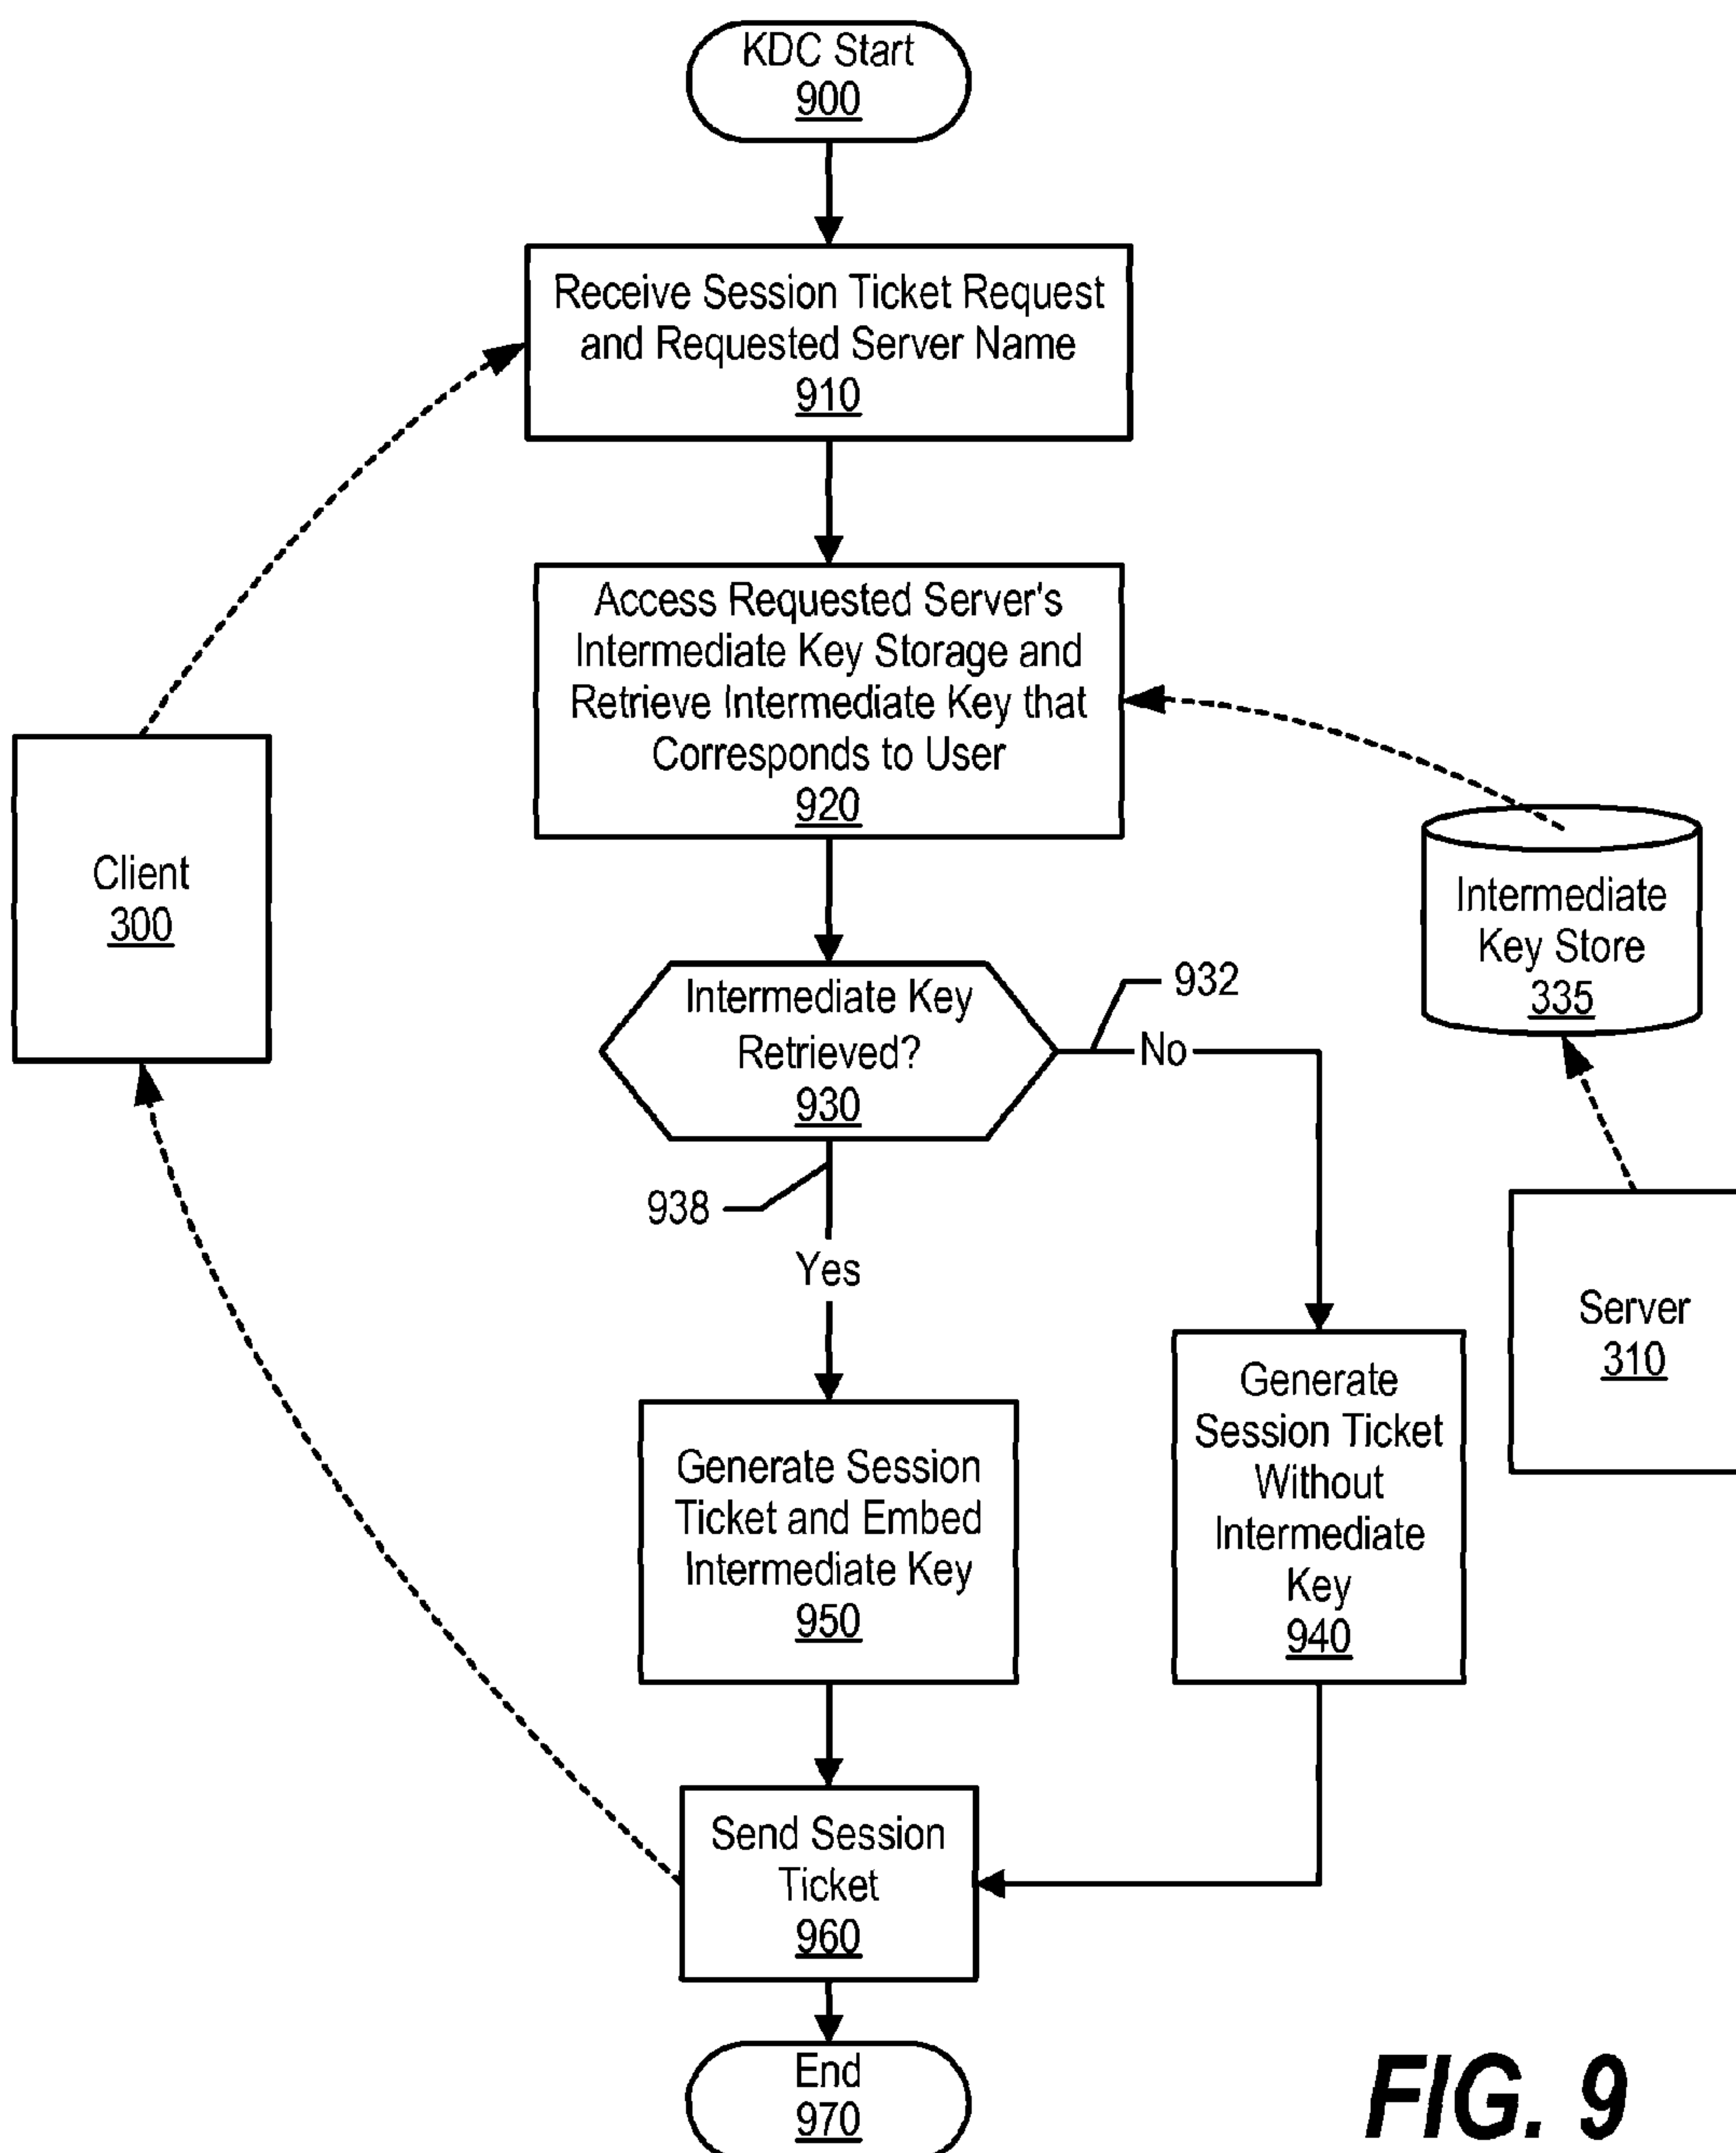 KDC Start
900
Receive Session Ticket Request
and Requested Server Name
910
Access Requested Server's
Intermediate Key Storage and
Retrieve Intermediate Key that
Corresponds to User
920
Client
300
Intermediate
Key Store
335
Intermediate Key
Retrieved?
930
932
No
938
Yes
Server
310
Generate Session
Ticket and Embed
Intermediate Key
950
Generate
Session Ticket
Without
Intermediate
Key
940
Send Session
Ticket
960
End
970
FIG. 9